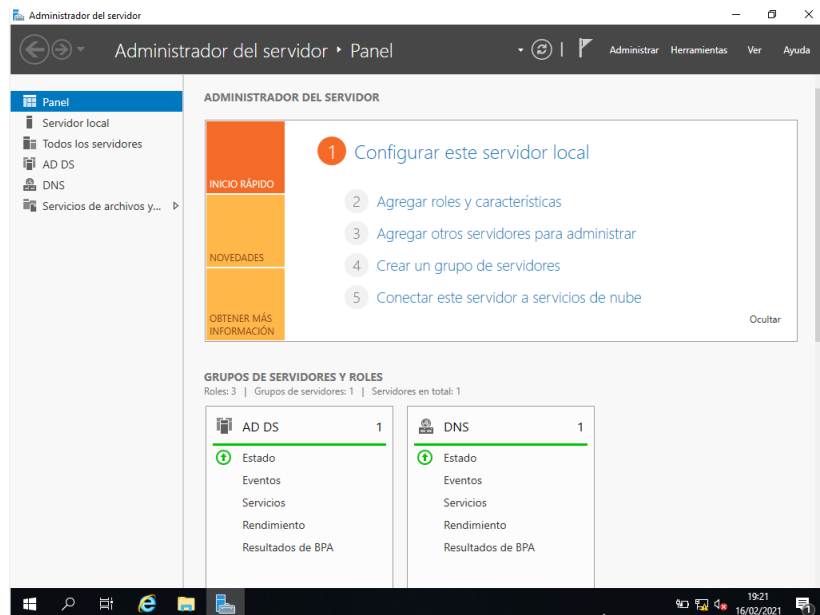 Administrador del servidor
Administrador del servidor ‣ Panel
Administrar Herramientas Ver Ayuda
Panel
Servidor local
Todos los servidores
AD DS
DNS
Servicios de archivos y...
ADMINISTRADOR DEL SERVIDOR
INICIO RÁPIDO
NOVEDADES
OBTENER MÁS
INFORMACIÓN
1 Configurar este servidor local
2 Agregar roles y características
3 Agregar otros servidores para administrar
4 Crear un grupo de servidores
5 Conectar este servidor a servicios de nube
Ocultar
GRUPOS DE SERVIDORES Y ROLES
Roles: 3 | Grupos de servidores: 1 | Servidores en total: 1
AD DS 1
Estado
Eventos
Servicios
Rendimiento
Resultados de BPA
DNS 1
Estado
Eventos
Servicios
Rendimiento
Resultados de BPA
19:21
16/02/2021
1